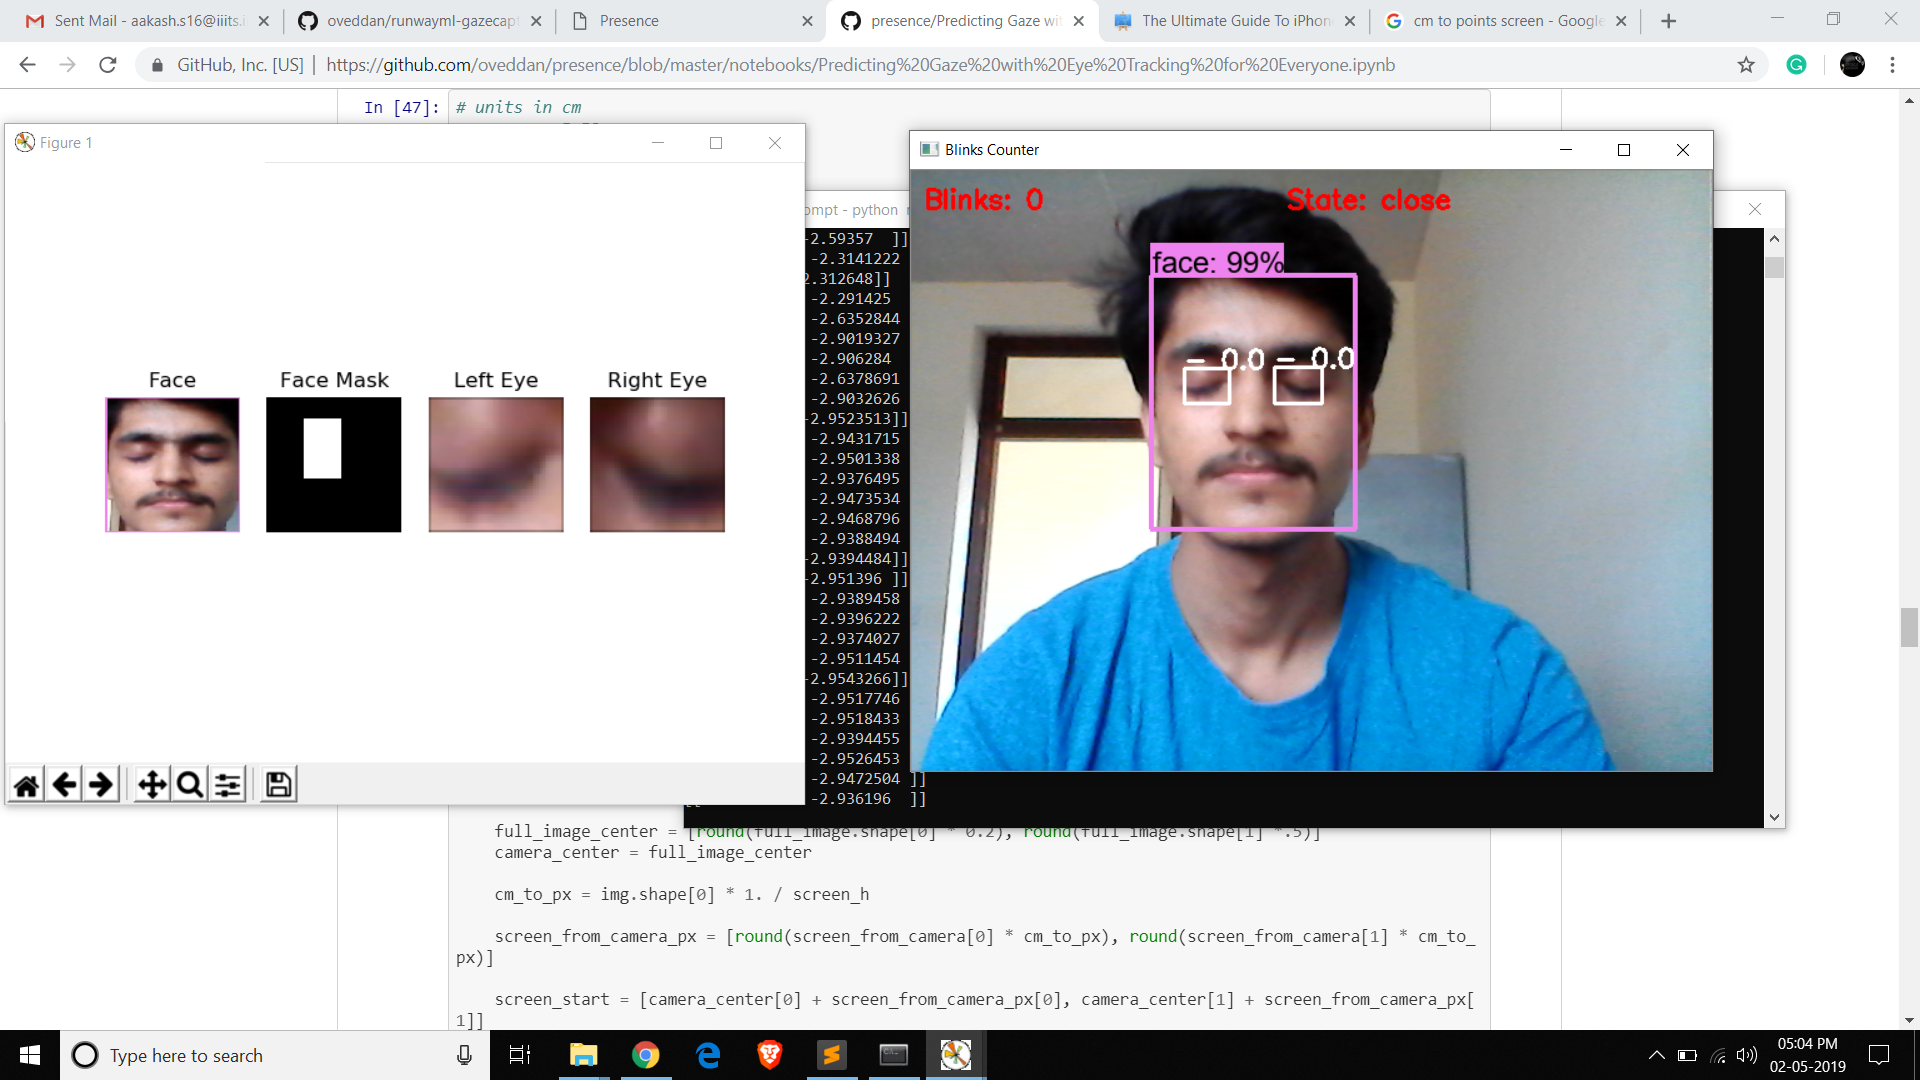 Sent Mail - aakash.s16@iiits.i
oveddan/runwayml-gazecapt
Presence
presence/Predicting Gaze wit
The Ultimate Guide To iPhon
cm to points screen - Google
GitHub, Inc. [US] | https://github.com/oveddan/presence/blob/master/notebooks/Predicting%20Gaze%20with%20Eye%20Tracking%20for%20Everyone.ipynb
In [47]: # units in cm
Figure 1
Face
Face Mask
Left Eye
Right Eye
ompt - python
-2.59357 ]]
-2.3141222
2.312648]]
-2.291425
-2.6352844
-2.9019327
-2.906284
-2.6378691
-2.9032626
-2.9523513]]
-2.9431715
-2.9501338
-2.9376495
-2.9473534
-2.9468796
-2.9388494
-2.9394484]]
-2.951396 ]]
-2.9389458
-2.9396222
-2.9374027
-2.9511454
-2.9543266]]
-2.9517746
-2.9518433
-2.9394455
-2.9526453
-2.9472504 ]]
-2.936196 ]]
Blinks Counter
Blinks: 0
State: close
face: 99%
- 0.0
- 0.0
full_image_center = [round(full_image.shape[0] * 0.2), round(full_image.shape[1] *.5)]
camera_center = full_image_center
cm_to_px = img.shape[0] * 1. / screen_h
screen_from_camera_px = [round(screen_from_camera[0] * cm_to_px), round(screen_from_camera[1] * cm_to_
px)]
screen_start = [camera_center[0] + screen_from_camera_px[0], camera_center[1] + screen_from_camera_px[
1]]
Type here to search
05:04 PM
02-05-2019